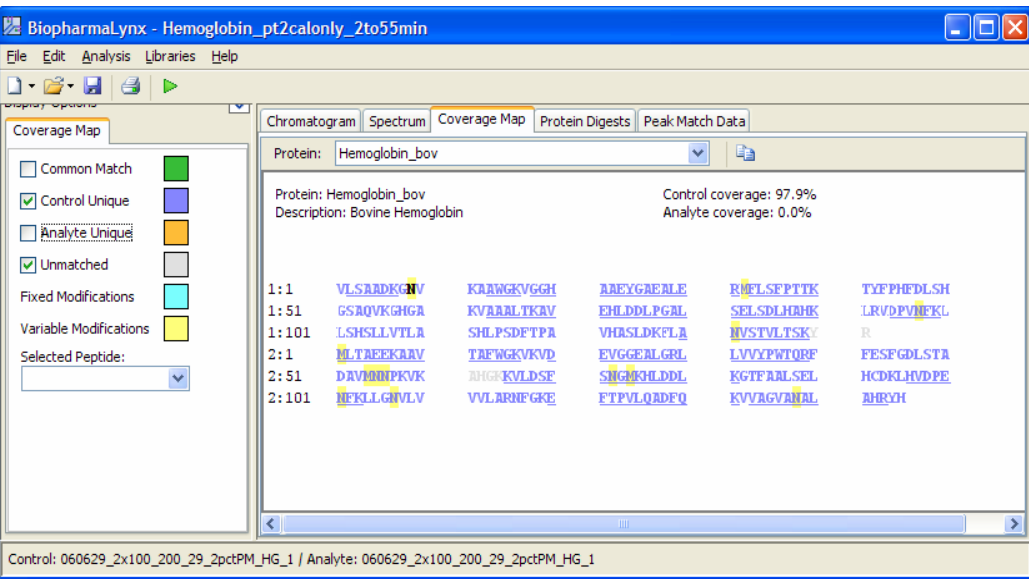 BiopharmaLynx - Hemoglobin_pt2calonly_2to55min
File Edit Analysis Libraries Help
Display Options
Coverage Map
Common Match
Control Unique
Analyte Unique
Unmatched
Fixed Modifications
Variable Modifications
Selected Peptide:
Chromatogram Spectrum Coverage Map Protein Digests Peak Match Data
Protein: Hemoglobin_bov
Protein: Hemoglobin_bov Control coverage: 97.9%
Description: Bovine Hemoglobin Analyte coverage: 0.0%
1:1 VLSAADKGNV KAAWGKVGGH AAEYGAEALE RMFLSFPTTK TYFPHFDLSH
1:51 GSAQVKGHGA KVAAALTKAV EHLDDLPGAL SELSDLHAHK LRVDPVNFKL
1:101 LSHSLLVTLA SHLPSDFTPA VHASLDKFLA NVSTVLTSKY R
2:1 MLTAEEKAAV TAFWGKVKVD EVGGEALGRL LVVYPWTQRF FESFGDLSTA
2:51 DAVMNNPKVK AHGKKVLDSF SNGMKHLDDL KGTFAALSEL HCDKLHVDPE
2:101 NFKLLGNVLV VVLARNFGKE FTPVLQADFQ KVVAGVANAL AHRYH
Control: 060629_2x100_200_29_2pctPM_HG_1 / Analyte: 060629_2x100_200_29_2pctPM_HG_1